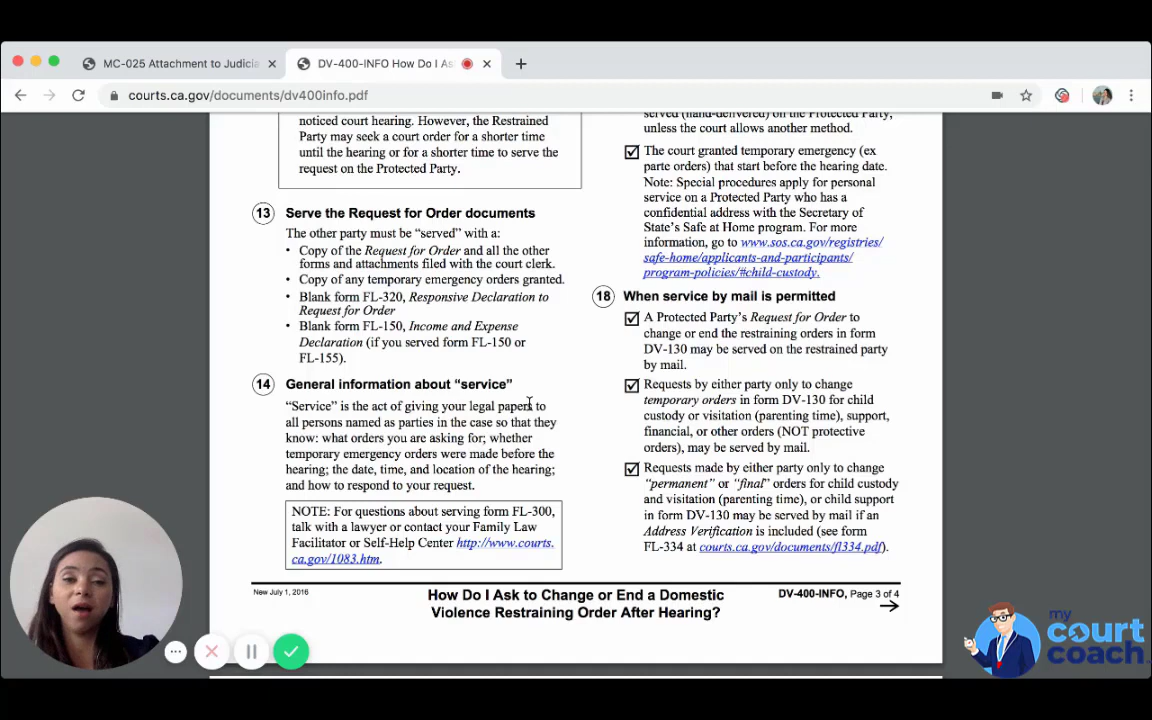 MC-025 Attachment to Judicia
DV-400-INFO How Do I As
courts.ca.gov/documents/dv400info.pdf
noticed court hearing. However, the Restrained
Party may seek a court order for a shorter time
until the hearing or for a shorter time to serve the
request on the Protected Party.
13 Serve the Request for Order documents
The other party must be “served” with a:
• Copy of the Request for Order and all the other
forms and attachments filed with the court clerk.
• Copy of any temporary emergency orders granted.
• Blank form FL-320, Responsive Declaration to
Request for Order
• Blank form FL-150, Income and Expense
Declaration (if you served form FL-150 or
FL-155).
14 General information about “service”
“Service” is the act of giving your legal papers to
all persons named as parties in the case so that they
know: what orders you are asking for; whether
temporary emergency orders were made before the
hearing; the date, time, and location of the hearing;
and how to respond to your request.
NOTE: For questions about serving form FL-300,
talk with a lawyer or contact your Family Law
Facilitator or Self-Help Center http://www.courts.
ca.gov/1083.htm.
served (hand-delivered) on the Protected Party,
unless the court allows another method.
The court granted temporary emergency (ex
parte orders) that start before the hearing date.
Note: Special procedures apply for personal
service on a Protected Party who has a
confidential address with the Secretary of
State’s Safe at Home program. For more
information, go to www.sos.ca.gov/registries/
safe-home/applicants-and-participants/
program-policies/#child-custody.
18 When service by mail is permitted
A Protected Party’s Request for Order to
change or end the restraining orders in form
DV-130 may be served on the restrained party
by mail.
Requests by either party only to change
temporary orders in form DV-130 for child
custody or visitation (parenting time), support,
financial, or other orders (NOT protective
orders), may be served by mail.
Requests made by either party only to change
“permanent” or “final” orders for child custody
and visitation (parenting time), or child support
in form DV-130 may be served by mail if an
Address Verification is included (see form
FL-334 at courts.ca.gov/documents/fl334.pdf).
New July 1, 2016
How Do I Ask to Change or End a Domestic
Violence Restraining Order After Hearing?
DV-400-INFO, Page 3 of 4
my
court
coach.